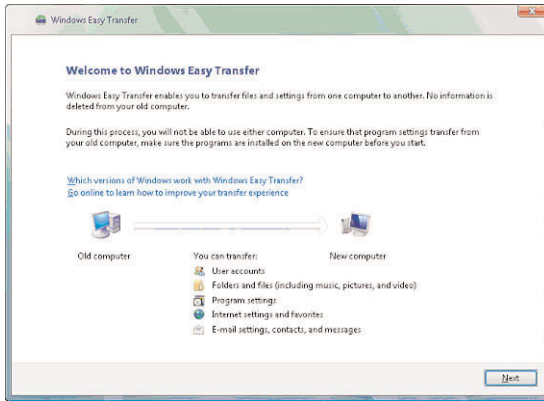 Windows Easy Transfer
Welcome to Windows Easy Transfer
Windows Easy Transfer enables you to transfer files and settings from one computer to another. No information is
deleted from your old computer.
During this process, you will not be able to use either computer. To ensure that program settings transfer from
your old computer, make sure the programs are installed on the new computer before you start.
Which versions of Windows work with Windows Easy Transfer?
Go online to learn how to improve your transfer experience
Old computer
You can transfer:
New computer
User accounts
Folders and files (including music, pictures, and video)
Program settings
Internet settings and favorites
E-mail settings, contacts, and messages
Next